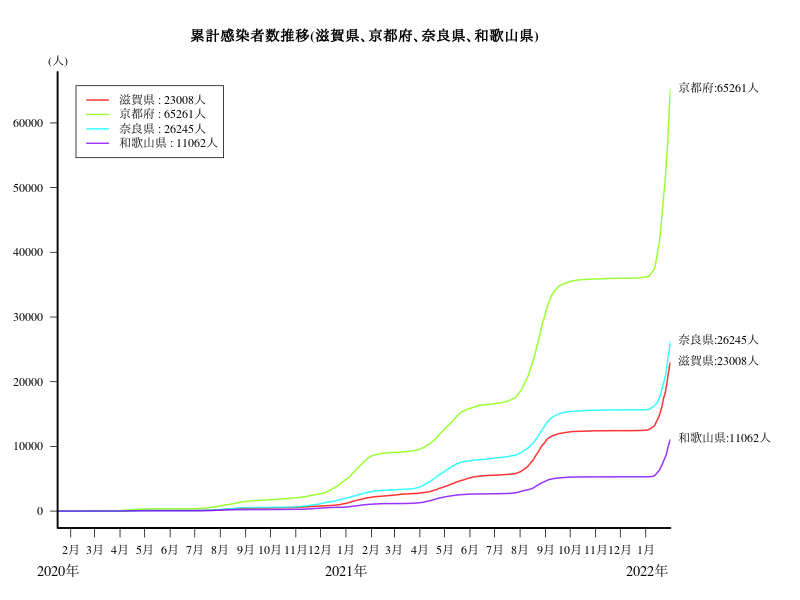 累計感染者数推移(滋賀県、京都府、奈良県、和歌山県)
(人)
滋賀県 : 23008人
京都府 : 65261人
奈良県 : 26245人
和歌山県 : 11062人
京都府:65261人
60000
50000
40000
30000
奈良県:26245人
滋賀県:23008人
20000
和歌山県:11062人
10000
0
2月 3月 4月 5月 6月 7月 8月 9月 10月 11月 12月 1月 2月 3月 4月 5月 6月 7月 8月 9月 10月 11月 12月 1月
2020年 2021年 2022年